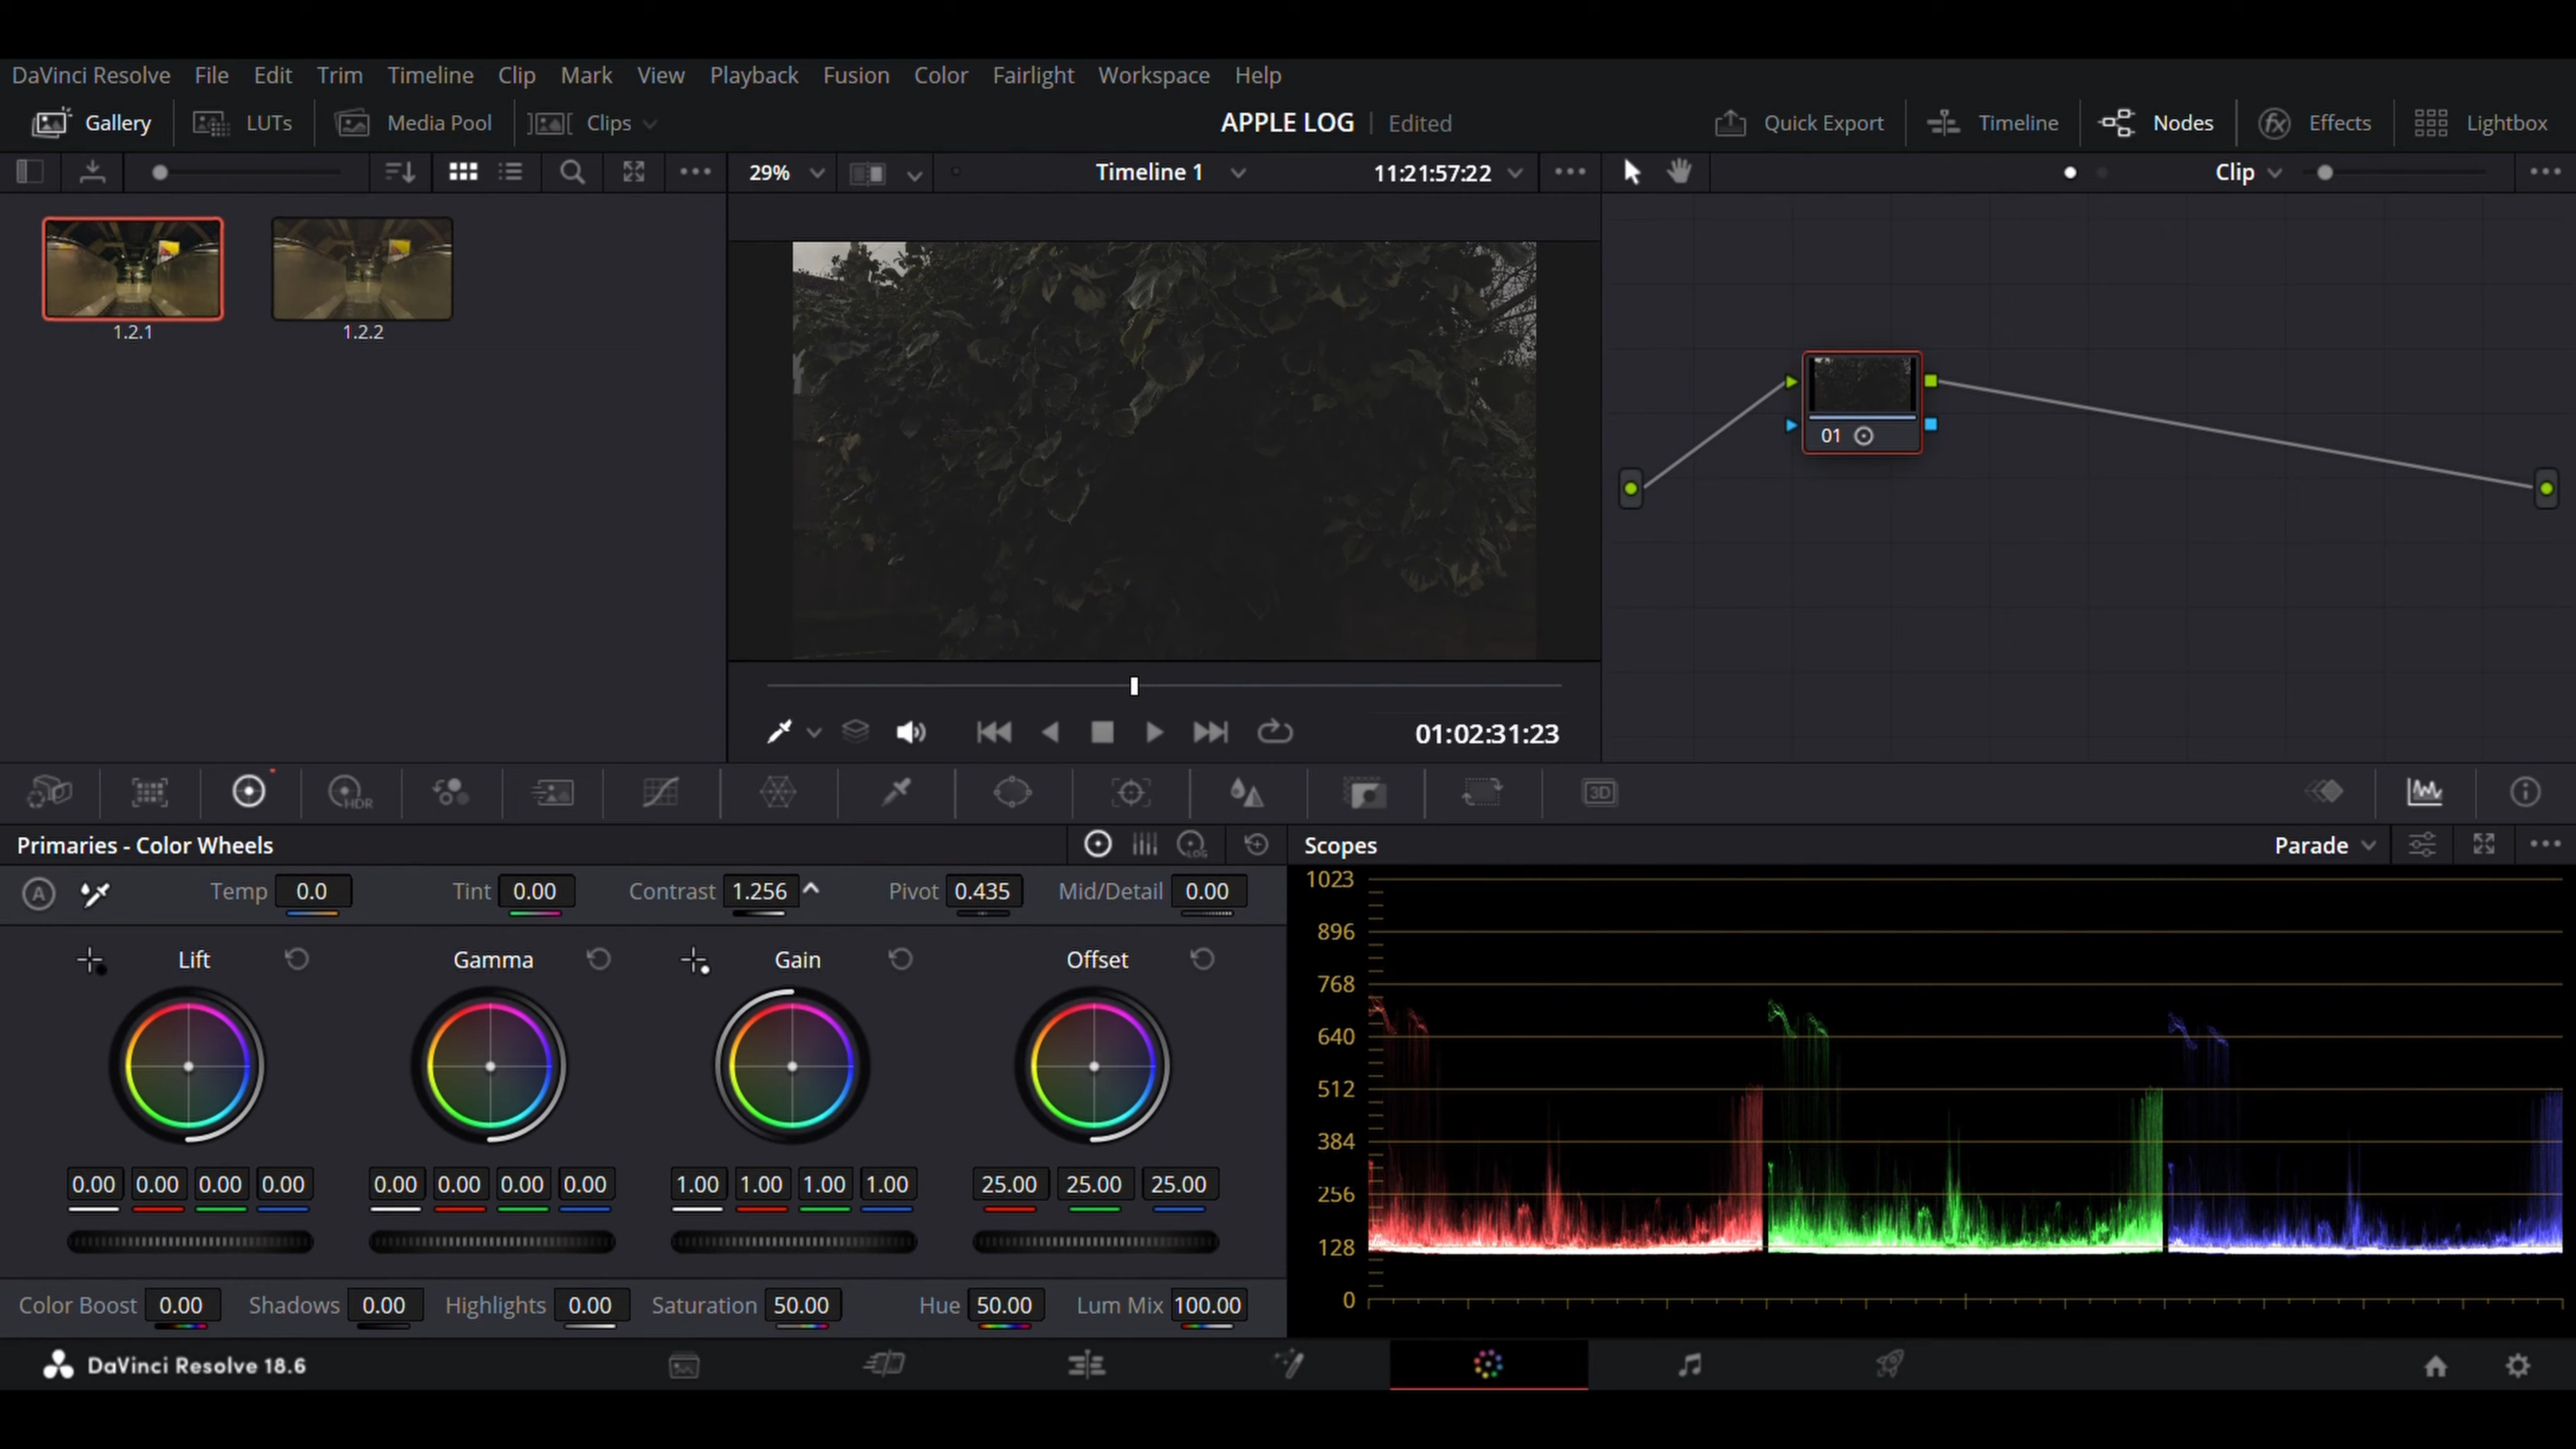 DaVinci Resolve File Edit Trim Timeline Clip Mark View Playback Fusion Color Fairlight Workspace Help
Gallery LUTs Media Pool Clips APPLE LOG Edited Quick Export Timeline Nodes fx Effects Lightbox
29% Timeline 1 11:21:57:22 Clip
1.2.1 1.2.2
01
01:02:31:23
HDR 3D
Primaries - Color Wheels LOG
A Temp 0.0 Tint 0.00 Contrast 1.256 Pivot 0.435 Mid/Detail 0.00
Lift Gamma Gain Offset
0.00 0.00 0.00 0.00 0.00 0.00 0.00 0.00 1.00 1.00 1.00 1.00 25.00 25.00 25.00
Color Boost 0.00 Shadows 0.00 Highlights 0.00 Saturation 50.00 Hue 50.00 Lum Mix 100.00
Scopes Parade
1023
896
768
640
512
384
256
128
0
DaVinci Resolve 18.6